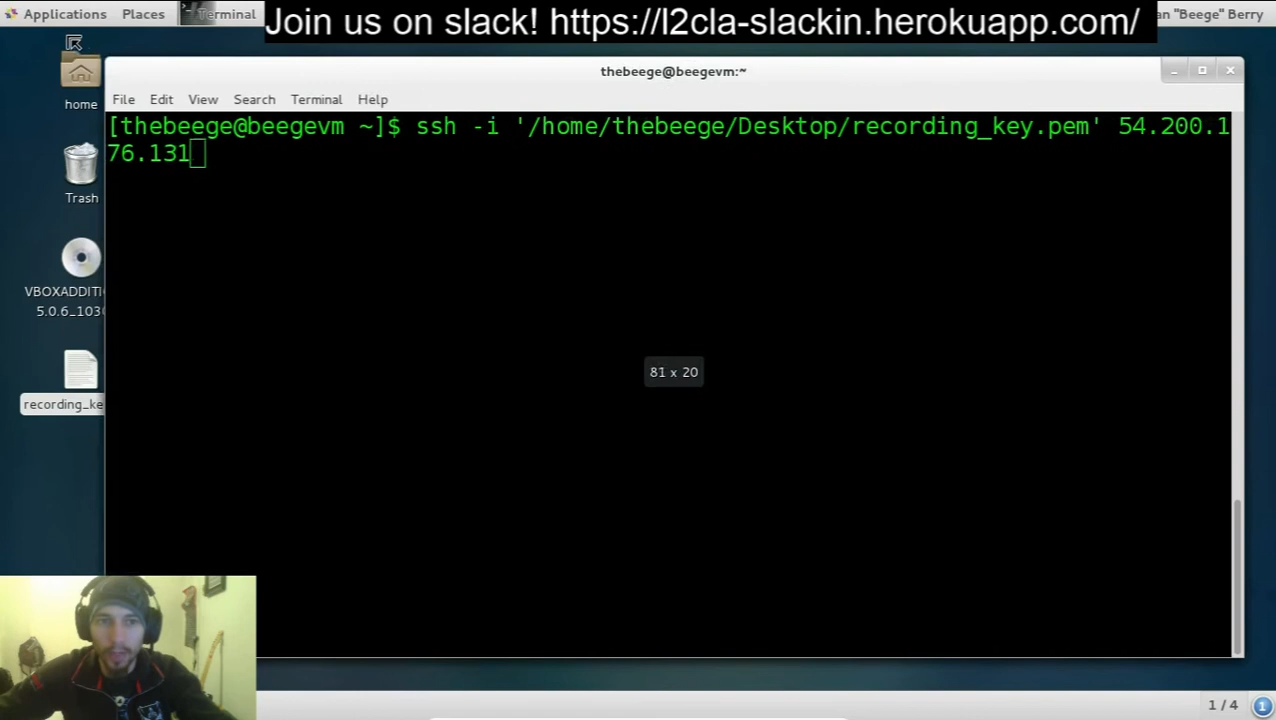 Applications Places Terminal
Join us on slack! https://l2cla-slackin.herokuapp.com/
an "Beege" Berry
home
Trash
VBOXADDITI
5.0.6_1030
recording_ke
thebeege@beegevm:~
File Edit View Search Terminal Help
[thebeege@beegevm ~]$ ssh -i '/home/thebeege/Desktop/recording_key.pem' 54.200.1
76.131
81 x 20
1 / 4
1